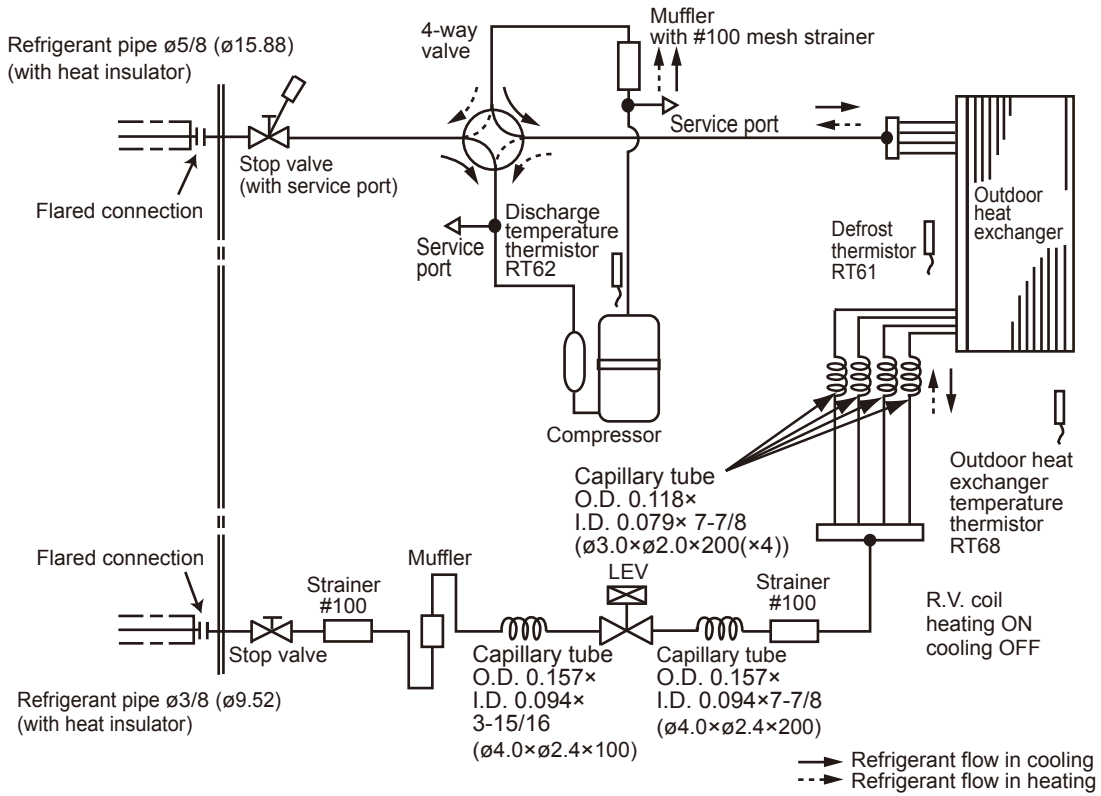 Refrigerant pipe ø5/8 (ø15.88)
(with heat insulator)
4-way
valve
Muffler
with #100 mesh strainer
Service port
Stop valve
(with service port)
Flared connection
Service
port
Discharge
temperature
thermistor
RT62
Defrost
thermistor
RT61
Outdoor
heat
exchanger
Compressor
Capillary tube
O.D. 0.118×
I.D. 0.079× 7-7/8
(ø3.0×ø2.0×200(×4))
Outdoor heat
exchanger
temperature
thermistor
RT68
Flared connection
Strainer
#100
Muffler
LEV
Strainer
#100
R.V. coil
heating ON
cooling OFF
Stop valve
Capillary tube
O.D. 0.157×
I.D. 0.094×
3-15/16
(ø4.0×ø2.4×100)
Capillary tube
O.D. 0.157×
I.D. 0.094×7-7/8
(ø4.0×ø2.4×200)
Refrigerant pipe ø3/8 (ø9.52)
(with heat insulator)
Refrigerant flow in cooling
Refrigerant flow in heating